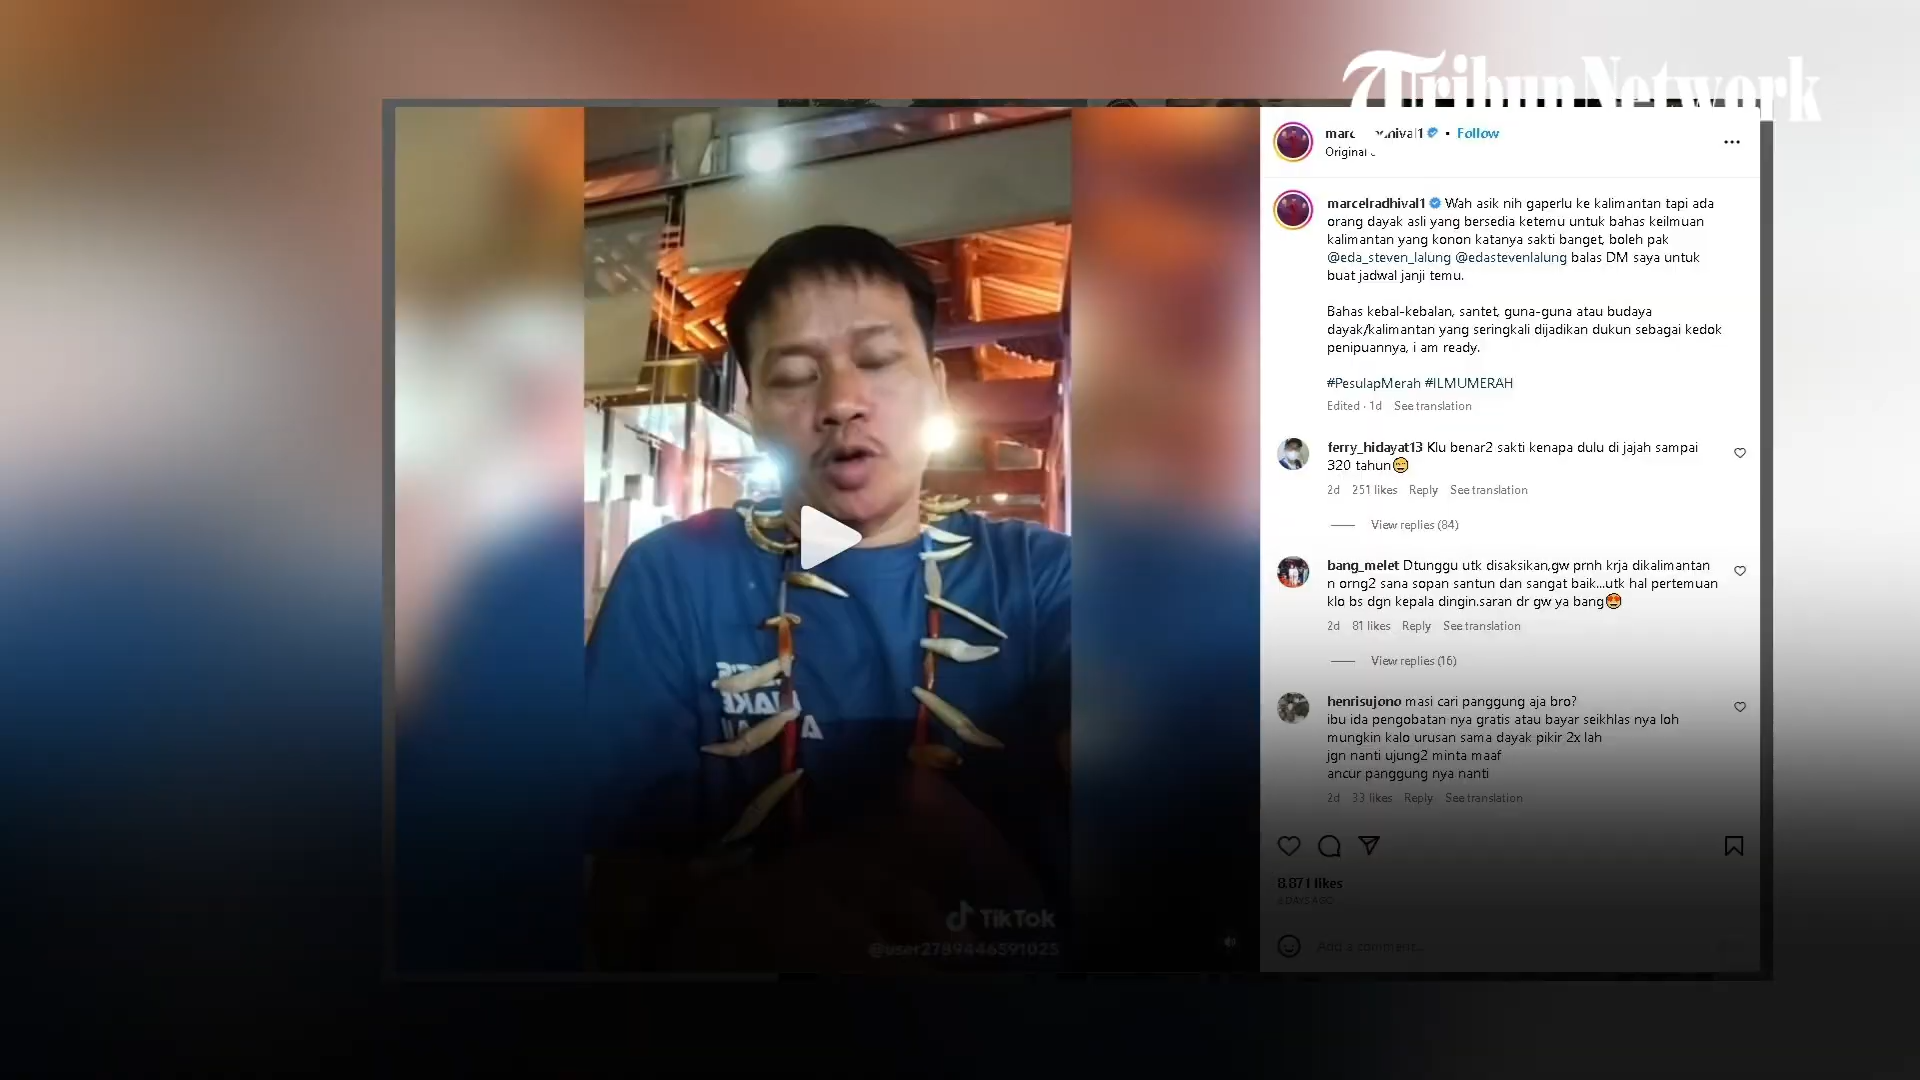 TribunNetwork
marc nival1 • Follow
Original
...
marcelradhival1 Wah asik nih gaperlu ke kalimantan tapi ada
orang dayak asli yang bersedia ketemu untuk bahas keilmuan
kalimantan yang konon katanya sakti banget, boleh pak
@eda_steven_lalung @edastevenlalung balas DM saya untuk
buat jadwal janji temu.
Bahas kebal-kebalan, santet, guna-guna atau budaya
dayak/kalimantan yang seringkali dijadikan dukun sebagai kedok
penipuannya, i am ready.
#PesulapMerah #ILMUMERAH
Edited · 1d See translation
ferry_hidayat13 Klu benar2 sakti kenapa dulu di jajah sampai
320 tahun😅
2d 251 likes Reply See translation
View replies (84)
bang_melet Dtunggu utk disaksikan,gw prnh krja dikalimantan
n orng2 sana sopan santun dan sangat baik...utk hal pertemuan
klo bs dgn kepala dingin.saran dr gw ya bang😍
2d 81 likes Reply See translation
View replies (16)
henrisujono masi cari panggung aja bro?
ibu ida pengobatan nya gratis atau bayar seikhlas nya loh
mungkin kalo urusan sama dayak pikir 2x lah
jgn nanti ujung2 minta maaf
ancur panggung nya nanti
2d 33 likes Reply See translation
likes
DAYS AGO
Add a comment...
TikTok
@user2789446591025